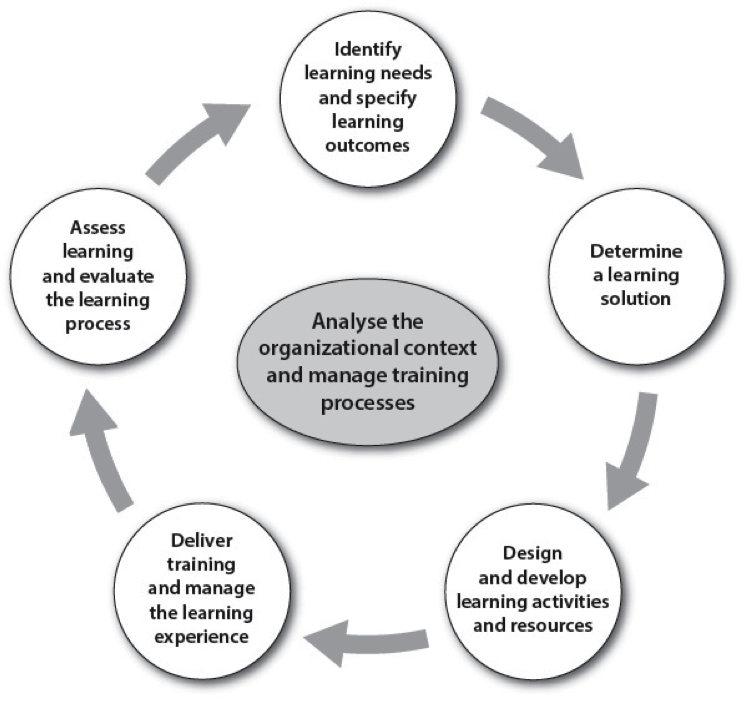 Identify
learning needs
and specify
learning
outcomes
Determine
a learning
solution
Design
and develop
learning activities
and resources
Deliver
training
and manage
the learning
experience
Assess
learning
and evaluate
the learning
process
Analyse the
organizational context
and manage training
processes